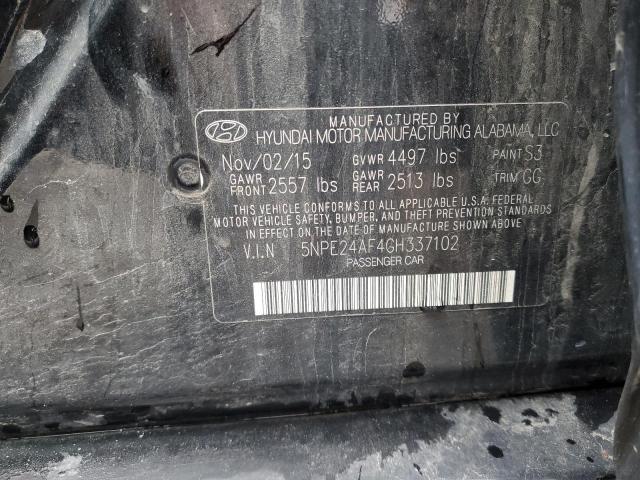 MANUFACTURED BY
HYUNDAI MOTOR MANUFACTURING ALABAMA, LLC
Nov/02/15 GVWR 4497 lbs PAINT S3
GAWR FRONT 2557 lbs GAWR REAR 2513 lbs TRIM GG
THIS VEHICLE CONFORMS TO ALL APPLICABLE U.S.A. FEDERAL
MOTOR VEHICLE SAFETY, BUMPER, AND THEFT PREVENTION STANDARDS
IN EFFECT ON THE DATE OF MANUFACTURE SHOWN ABOVE.
V.I.N 5NPE24AF4GH337102
PASSENGER CAR